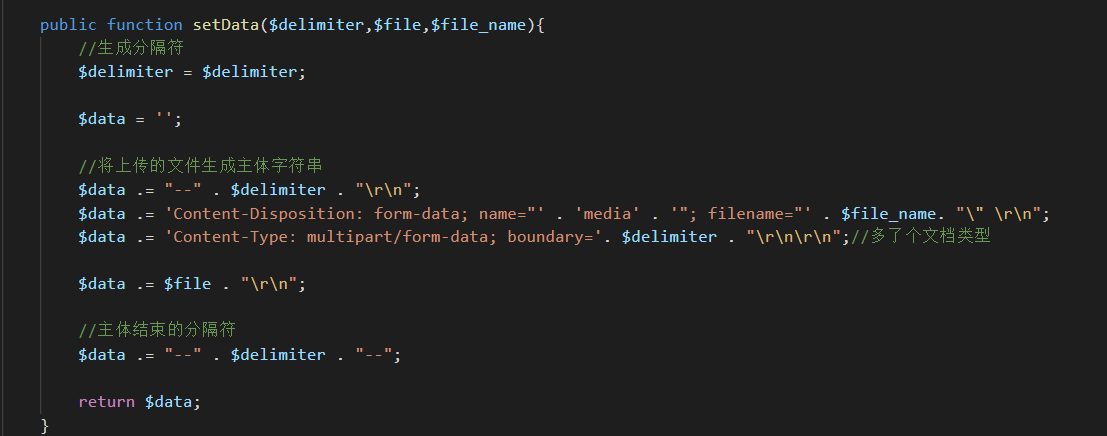 public function setData($delimiter,$file,$file_name){
//生成分隔符
$delimiter = $delimiter;
$data = '';
//将上传的文件生成主体字符串
$data .= "--" . $delimiter . "\r\n";
$data .= 'Content-Disposition: form-data; name="' . 'media' . '"; filename="' . $file_name. "\" \r\n";
$data .= 'Content-Type: multipart/form-data; boundary='. $delimiter . "\r\n\r\n";//多了个文档类型
$data .= $file . "\r\n";
//主体结束的分隔符
$data .= "--" . $delimiter . "--";
return $data;
}